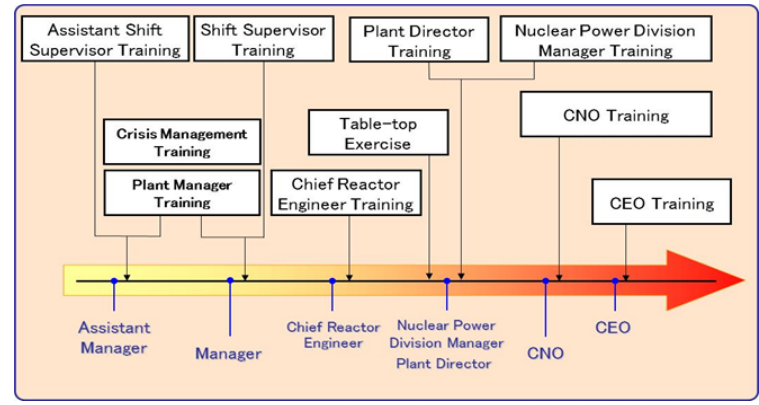 Assistant Shift
Supervisor Training
Shift Supervisor
Training
Plant Director
Training
Nuclear Power Division
Manager Training
Crisis Management
Training
Table-top
Exercise
CNO Training
Plant Manager
Training
Chief Reactor
Engineer Training
CEO Training
Assistant
Manager
Manager
Chief Reactor
Engineer
Nuclear Power
Division Manager
Plant Director
CNO
CEO